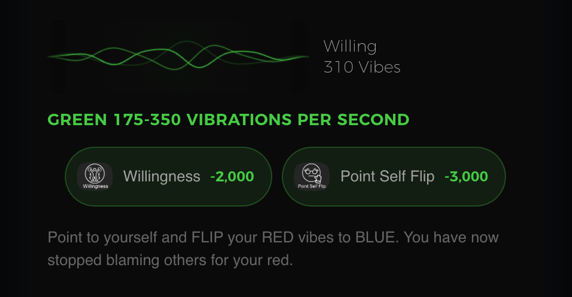 Willing
310 Vibes
GREEN 175-350 VIBRATIONS PER SECOND
Willingness
Willingness -2,000
Point Self Flip
Point Self Flip -3,000
Point to yourself and FLIP your RED vibes to BLUE. You have now
stopped blaming others for your red.